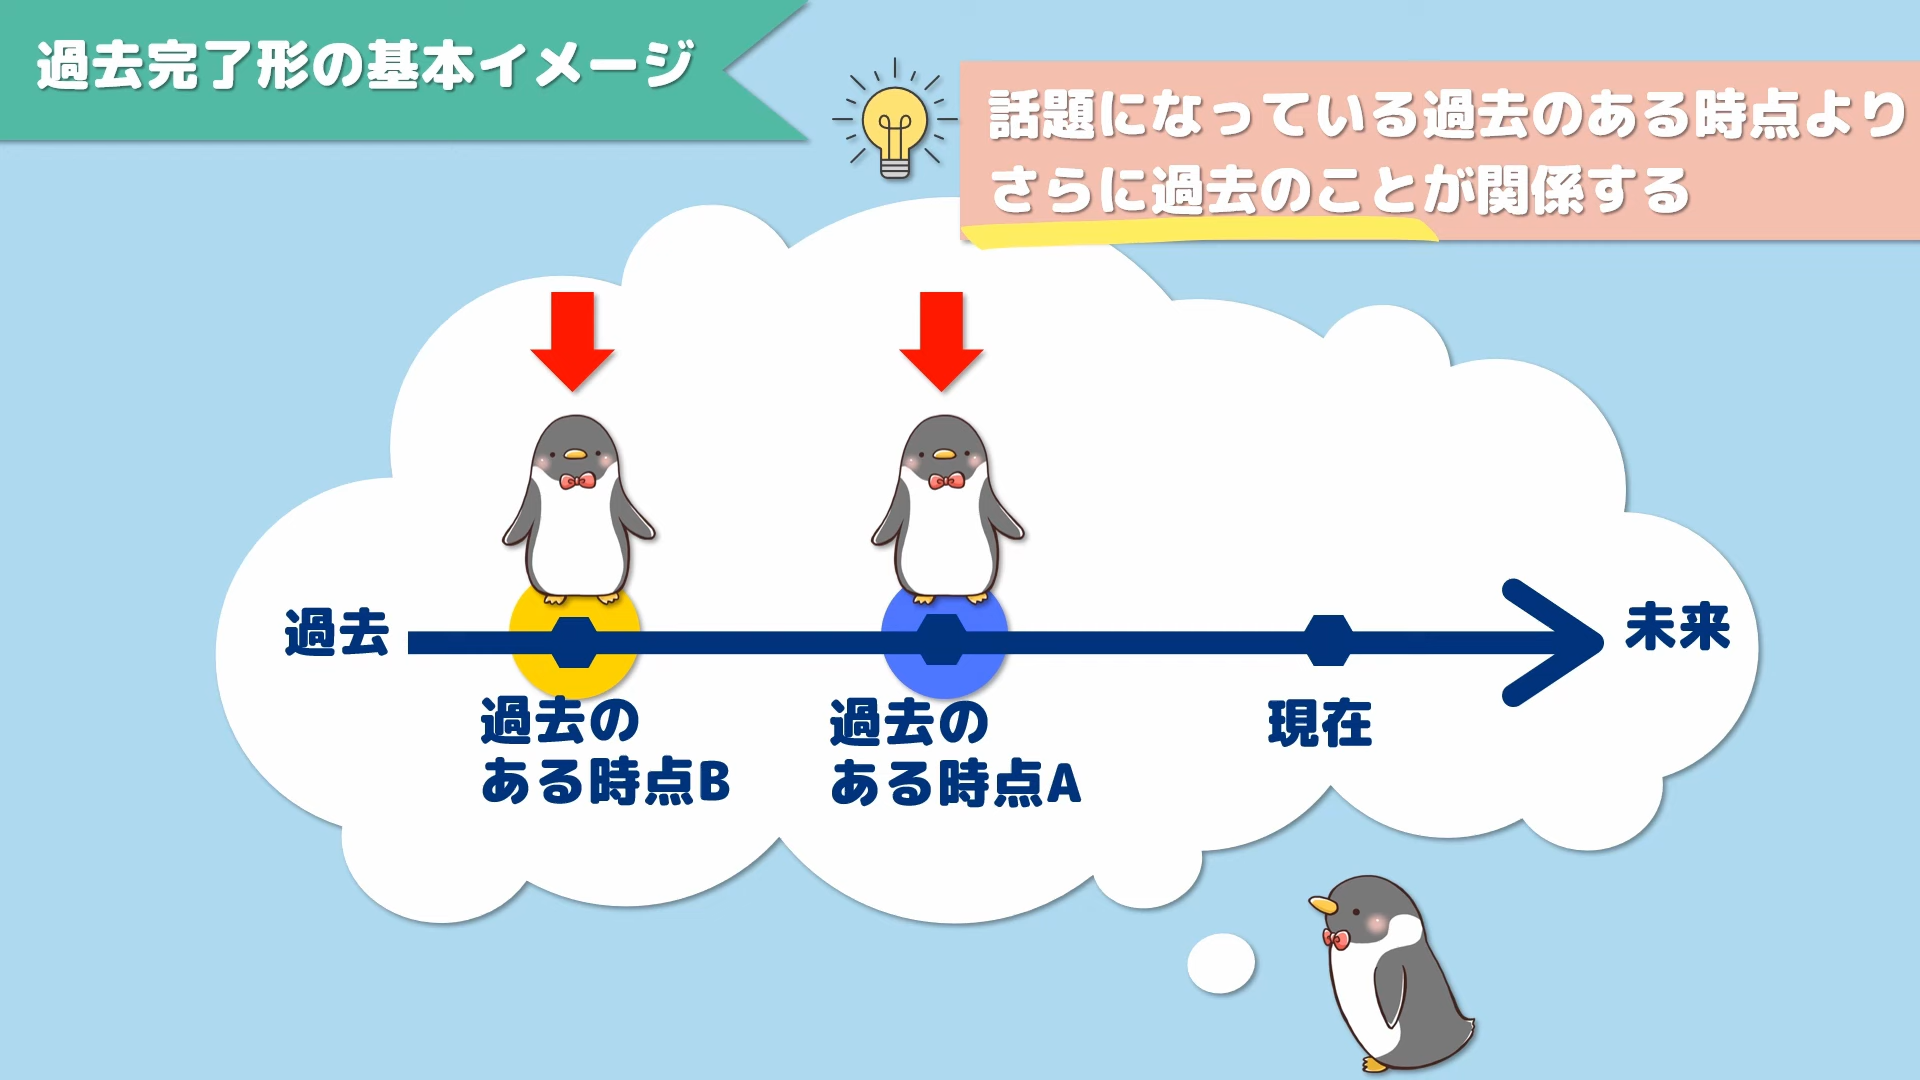 過去完了形の基本イメージ
話題になっている過去のある時点より
さらに過去のことが関係する
過去
未来
過去の
ある時点B
過去の
ある時点A
現在